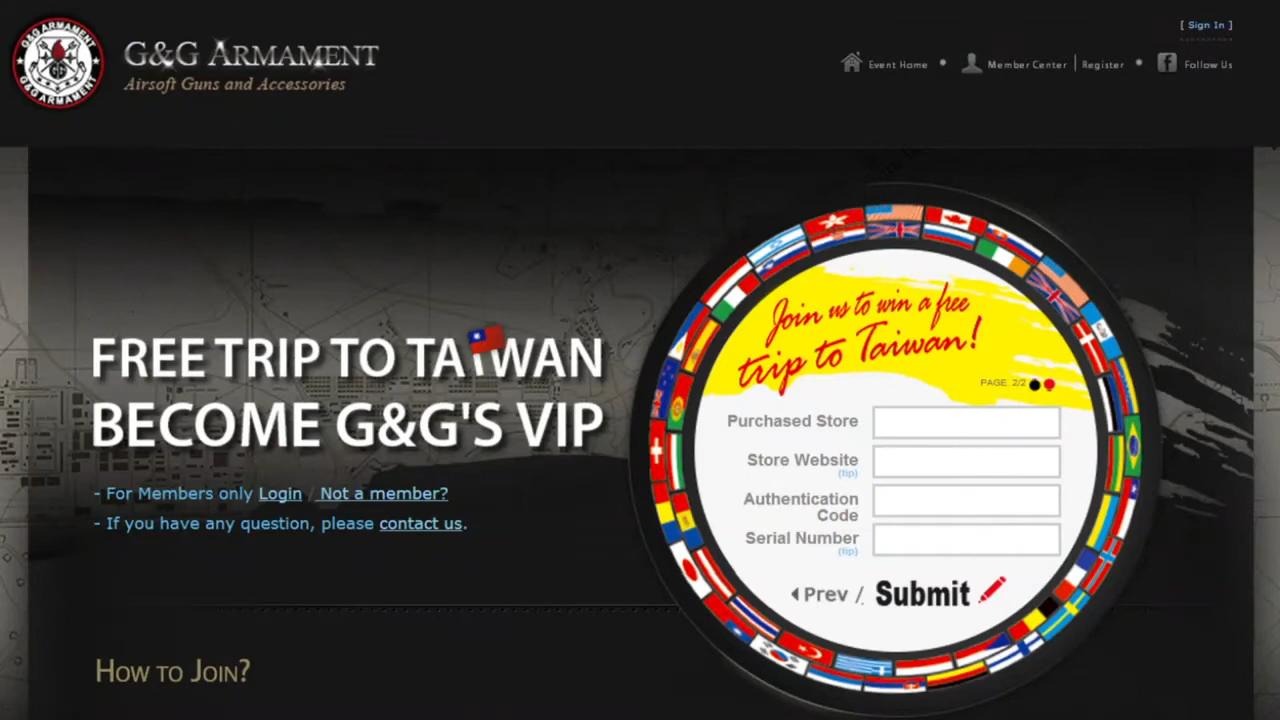 G&G ARMAMENT
G&G ARMAMENT
G&G ARMAMENT
Airsoft Guns and Accessories
[ Sign In ]
Event Home
Member Center
Register
Follow Us
FREE TRIP TO TAIWAN
BECOME G&G'S VIP
- For Members only Login / Not a member?
- If you have any question, please contact us.
Join us to win a free
trip to Taiwan!
PAGE. 2/2
Purchased Store
Store Website
(tip)
Authentication
Code
Serial Number
(tip)
Prev /
Submit
HOW TO JOIN?